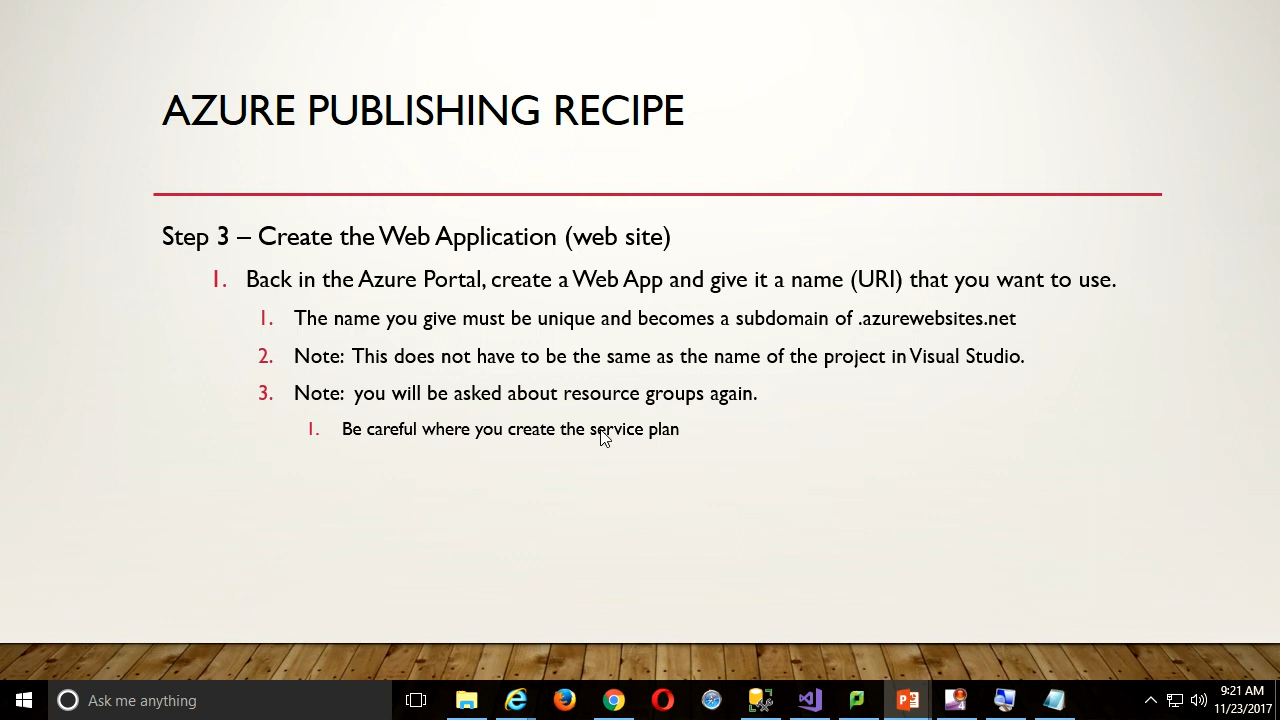 AZURE PUBLISHING RECIPE
Step 3 – Create the Web Application (web site)
1. Back in the Azure Portal, create a Web App and give it a name (URI) that you want to use.
1. The name you give must be unique and becomes a subdomain of .azurewebsites.net
2. Note: This does not have to be the same as the name of the project in Visual Studio.
3. Note: you will be asked about resource groups again.
1. Be careful where you create the service plan
Ask me anything
9:21 AM
11/23/2017